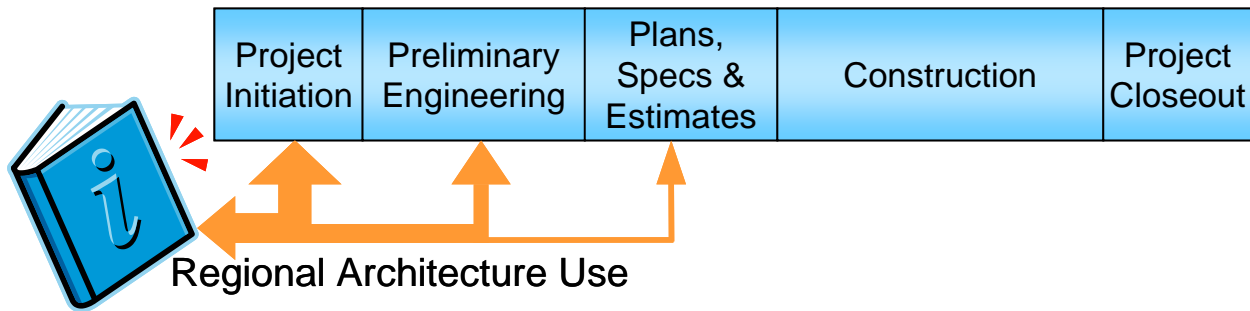 Project
Initiation
Preliminary
Engineering
Plans,
Specs &
Estimates
Construction
Project
Closeout
i
Regional Architecture Use